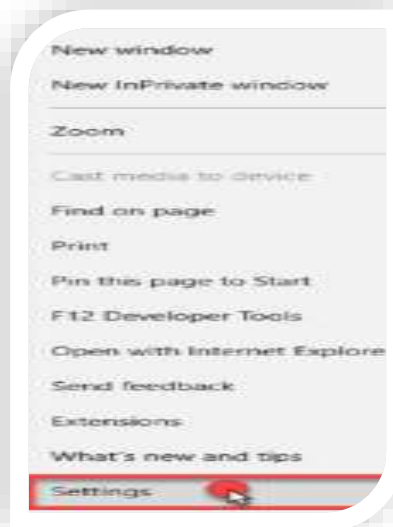 New window
New InPrivate window
Zoom
Cast media to device
Find on page
Print
Pin this page to Start
F12 Developer Tools
Open with Internet Explore
Send feedback
Extensions
What's new and tips
Settings